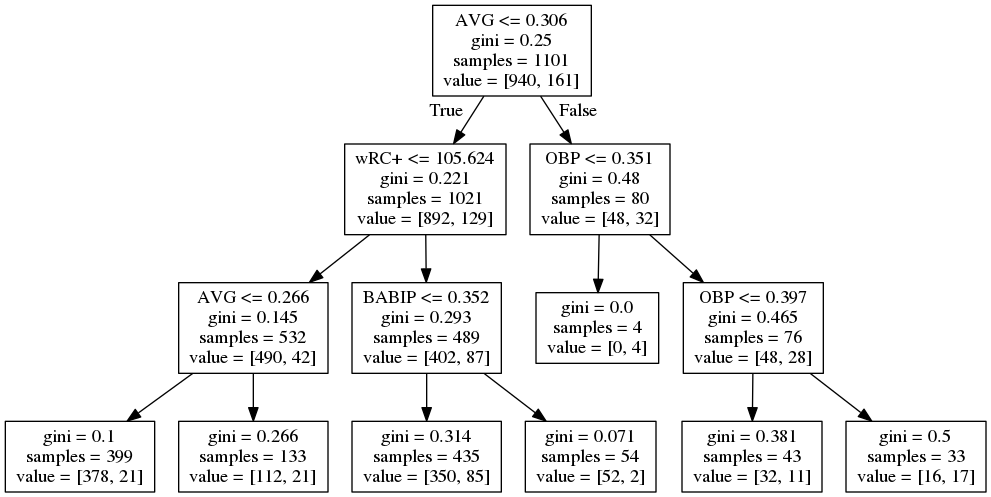 AVG <= 0.306
gini = 0.25
samples = 1101
value = [940, 161]
True
False
wRC+ <= 105.624
gini = 0.221
samples = 1021
value = [892, 129]
OBP <= 0.351
gini = 0.48
samples = 80
value = [48, 32]
AVG <= 0.266
gini = 0.145
samples = 532
value = [490, 42]
BABIP <= 0.352
gini = 0.293
samples = 489
value = [402, 87]
gini = 0.0
samples = 4
value = [0, 4]
OBP <= 0.397
gini = 0.465
samples = 76
value = [48, 28]
gini = 0.1
samples = 399
value = [378, 21]
gini = 0.266
samples = 133
value = [112, 21]
gini = 0.314
samples = 435
value = [350, 85]
gini = 0.071
samples = 54
value = [52, 2]
gini = 0.381
samples = 43
value = [32, 11]
gini = 0.5
samples = 33
value = [16, 17]